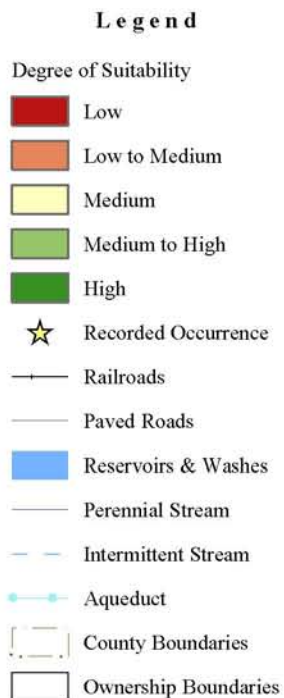 Legend
Degree of Suitability
Low
Low to Medium
Medium
Medium to High
High
Recorded Occurrence
Railroads
Paved Roads
Reservoirs & Washes
Perennial Stream
Intermittent Stream
Aqueduct
County Boundaries
Ownership Boundaries